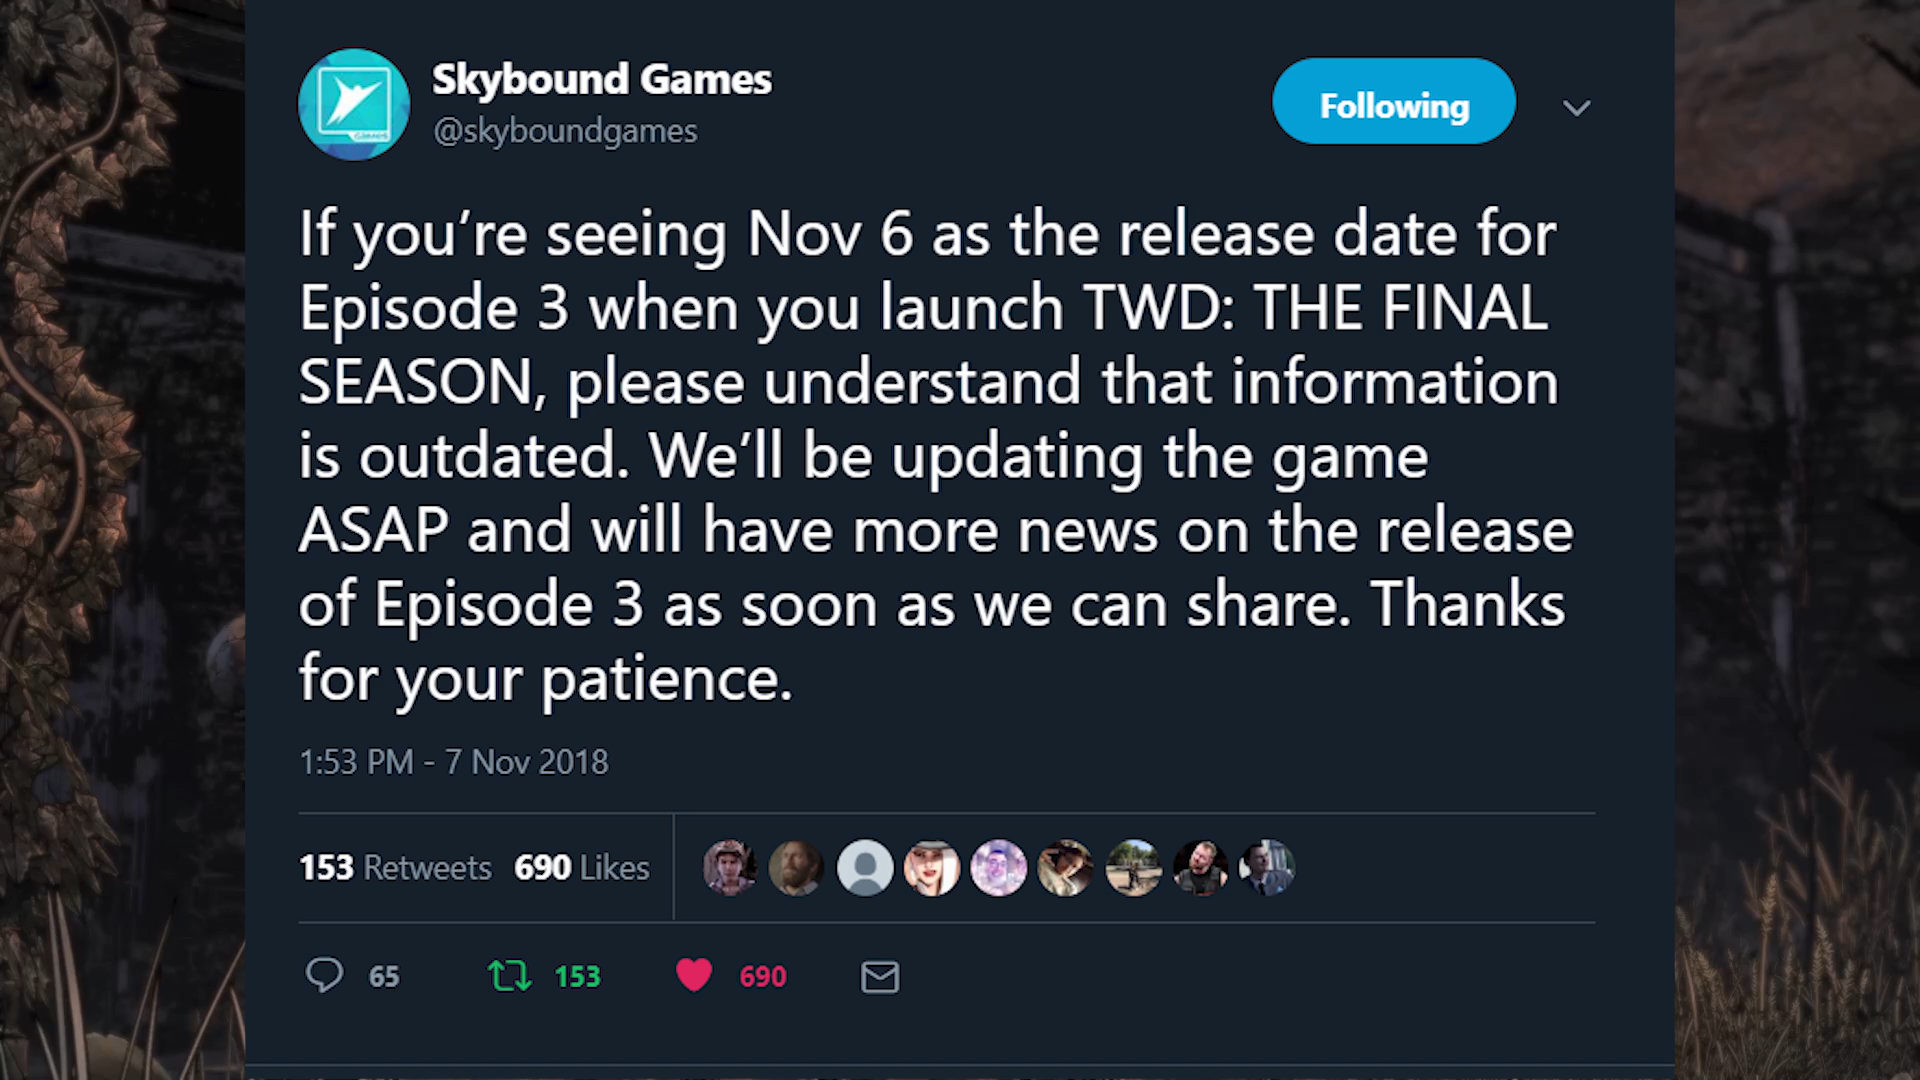 Skybound Games
@skyboundgames
Following
If you’re seeing Nov 6 as the release date for
Episode 3 when you launch TWD: THE FINAL
SEASON, please understand that information
is outdated. We’ll be updating the game
ASAP and will have more news on the release
of Episode 3 as soon as we can share. Thanks
for your patience.
1:53 PM - 7 Nov 2018
153 Retweets 690 Likes
65 153 690